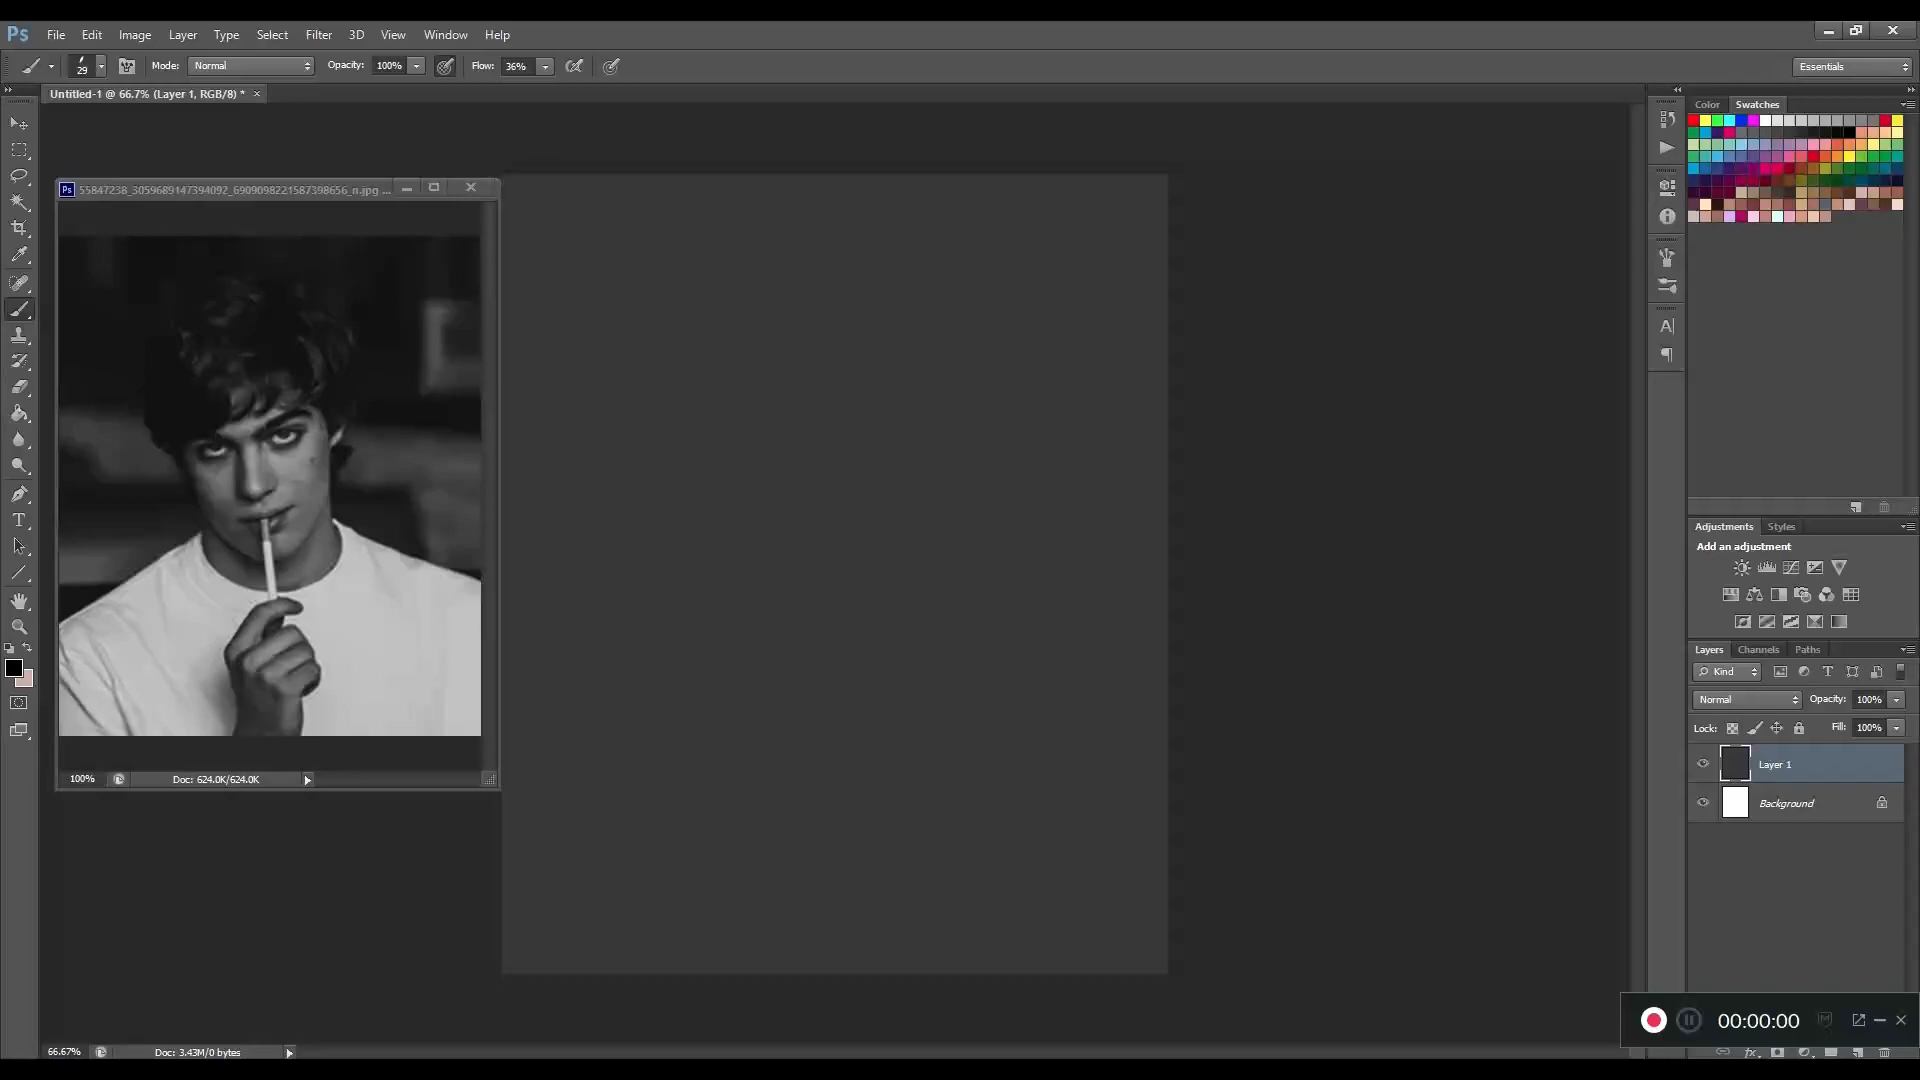 Ps File Edit Image Layer Type Select Filter 3D View Window Help
29 Mode: Normal Opacity: 100% Flow: 36% Essentials
Untitled-1 @ 66.7% (Layer 1, RGB/8) * ×
Color Swatches
Ps 55847238_3059689147394092_6909098221587398656_n.jpg ...
Adjustments Styles
Add an adjustment
Layers Channels Paths
Kind
Normal Opacity: 100%
Lock: Fill: 100%
Layer 1
Background
100% Doc: 624.0K/624.0K
00:00:00
66.67% Doc: 3.43M/0 bytes